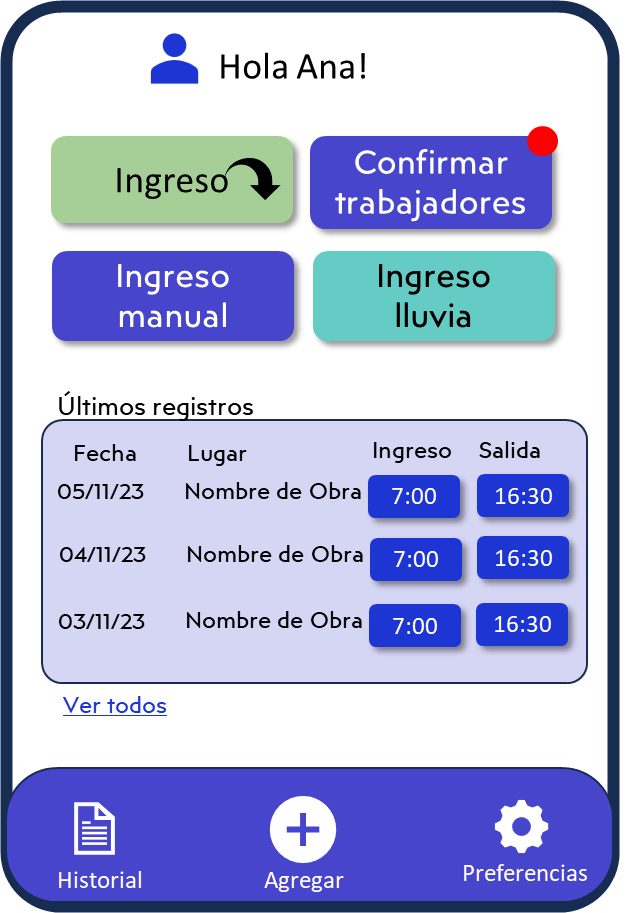 Hola Ana!
Ingreso
Confirmar
trabajadores
Ingreso
manual
Ingreso
lluvia
Últimos registros
Fecha Lugar Ingreso Salida
05/11/23 Nombre de Obra 7:00 16:30
04/11/23 Nombre de Obra 7:00 16:30
03/11/23 Nombre de Obra 7:00 16:30
Ver todos
Historial Agregar Preferencias